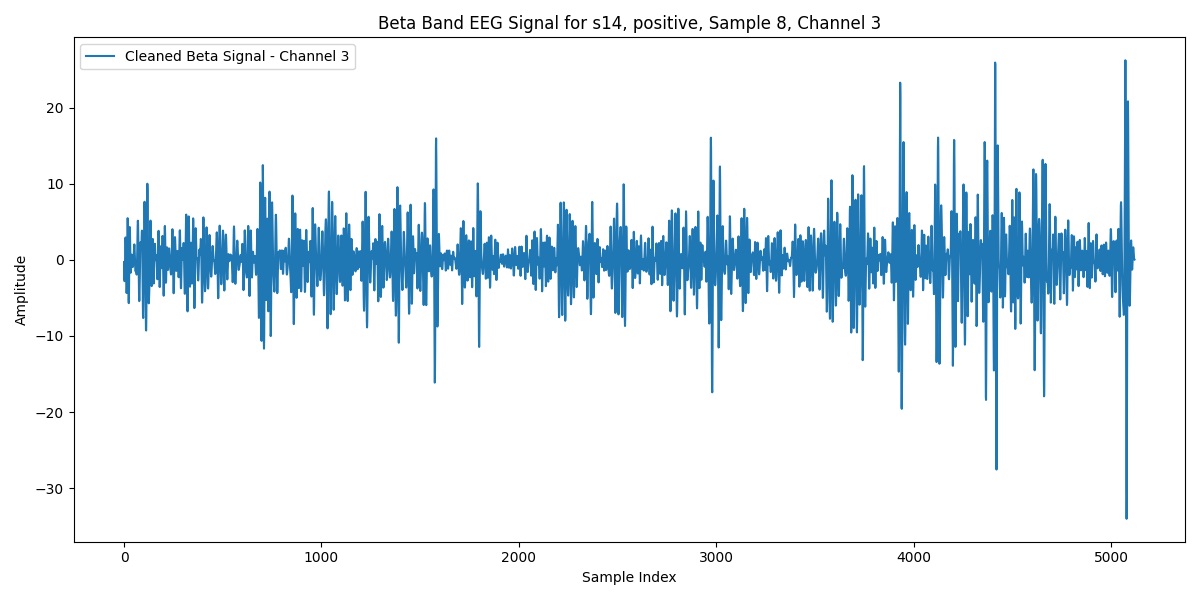 Beta Band EEG Signal for s14, positive, Sample 8, Channel 3
Cleaned Beta Signal - Channel 3
Amplitude
20
10
0
−10
−20
−30
0 1000 2000 3000 4000 5000
Sample Index